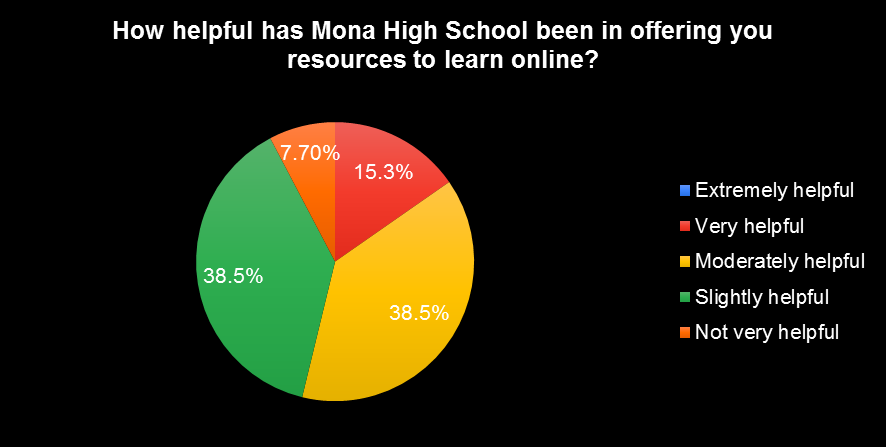 How helpful has Mona High School been in offering you
resources to learn online?
7.70%
15.3%
38.5%
38.5%
Extremely helpful
Very helpful
Moderately helpful
Slightly helpful
Not very helpful